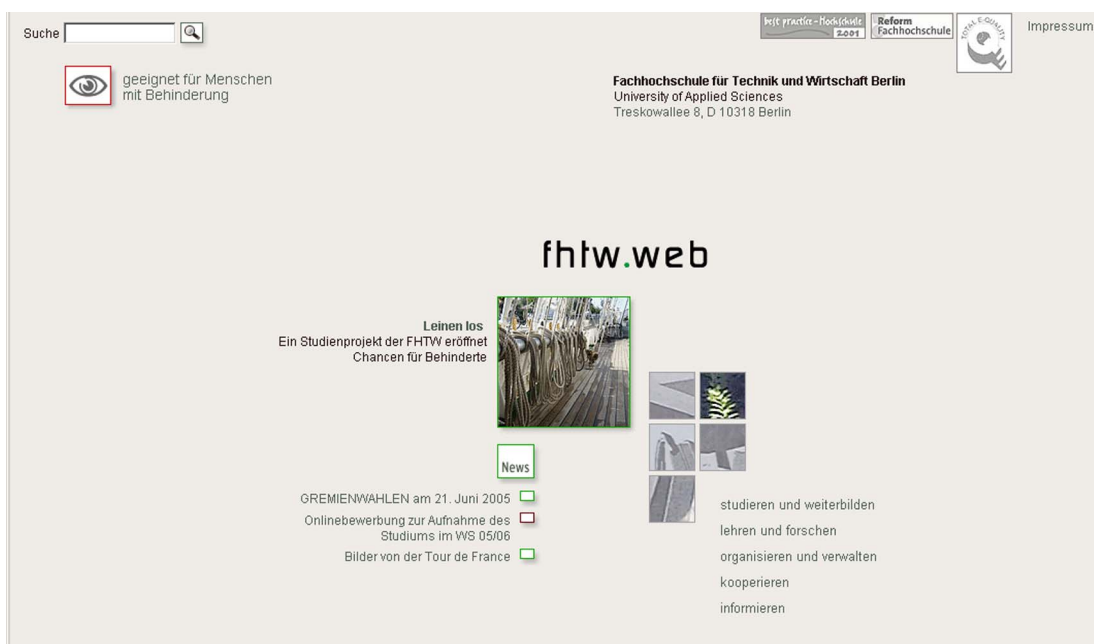 Suche
best practice-Hochschule
2001
Reform
Fachhochschule
TOTAL E-QUALITY
Impressum
geeignet für Menschen
mit Behinderung
Fachhochschule für Technik und Wirtschaft Berlin
University of Applied Sciences
Treskowallee 8, D 10318 Berlin
fhtw.web
Leinen los
Ein Studienprojekt der FHTW eröffnet
Chancen für Behinderte
News
GREMIENWAHLEN am 21. Juni 2005
Onlinebewerbung zur Aufnahme des
Studiums im WS 05/06
Bilder von der Tour de France
studieren und weiterbilden
lehren und forschen
organisieren und verwalten
kooperieren
informieren